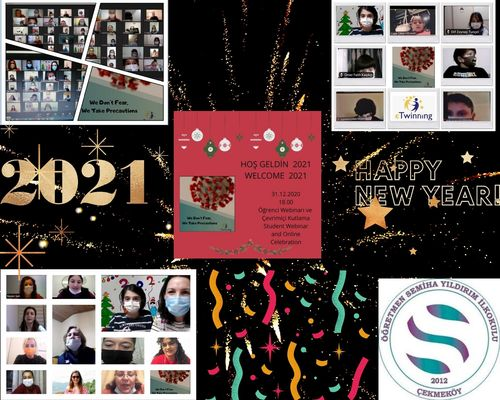 We Don't Fear,
We Take Precautions
eTwinning
2021
HOŞ GELDİN 2021
WELCOME 2021
31.12.2020
18.00
Öğrenci Webinarı ve
Çevrimiçi Kutlama
Student Webinar
and Online
Celebration
We Don't Fear,
We Take Precautions
HAPPY
NEW YEAR!
ÖĞRETMEN SEMİHA YILDIRIM İLKOKULU
2012
ÇEKMEKÖY